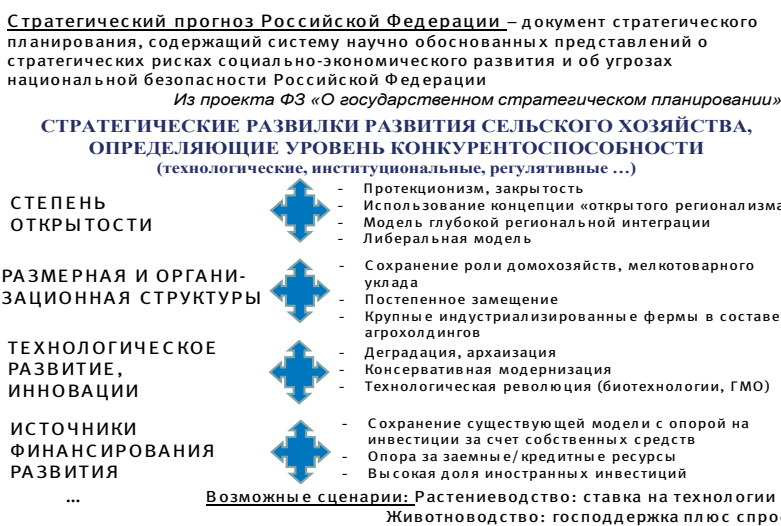 Стратегический прогноз Российской Федерации – документ стратегического
планирования, содержащий систему научно обоснованных представлений о
стратегических рисках социально-экономического развития и об угрозах
национальной безопасности Российской Федерации
Из проекта ФЗ «О государственном стратегическом планировании»
СТРАТЕГИЧЕСКИЕ РАЗВИЛКИ РАЗВИТИЯ СЕЛЬСКОГО ХОЗЯЙСТВА,
ОПРЕДЕЛЯЮЩИЕ УРОВЕНЬ КОНКУРЕНТОСПОСОБНОСТИ
(технологические, институциональные, регулятивные …)
СТЕПЕНЬ
ОТКРЫТОСТИ
- Протекционизм, закрытость
- Использование концепции «открытого регионализма
- Модель глубокой региональной интеграции
- Либеральная модель
РАЗМЕРНАЯ И ОРГАНИ-
ЗАЦИОННАЯ СТРУКТУРЫ
- Сохранение роли домохозяйств, мелкотоварного
уклада
- Постепенное замещение
- Крупные индустриализированные фермы в составе
агрохолдингов
ТЕХНОЛОГИЧЕСКОЕ
РАЗВИТИЕ,
ИННОВАЦИИ
- Деградация, архаизация
- Консервативная модернизация
- Технологическая революция (биотехнологии, ГМО)
ИСТОЧНИКИ
ФИНАНСИРОВАНИЯ
РАЗВИТИЯ
- Сохранение существующей модели с опорой на
инвестиции за счет собственных средств
- Опора за заемные/кредитные ресурсы
- Высокая доля иностранных инвестиций
...
Возможные сценарии: Растениеводство: ставка на технологии
Животноводство: господдержка плюс спро